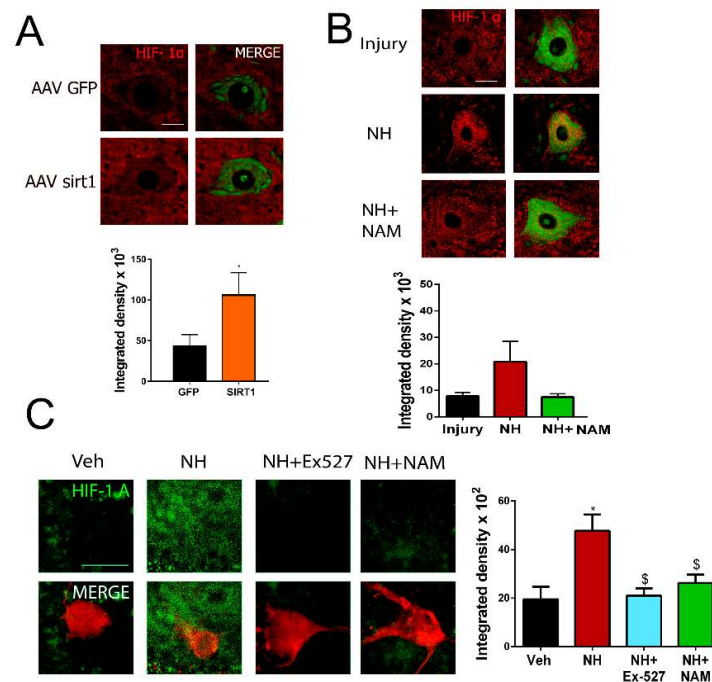 A
HIF-1α MERGE
AAV GFP
AAV sirt1
Integrated density x 10³
150
100
50
0
*
GFP SIRT1
B
HIF-1 α
Injury
NH
NH+
NAM
Integrated density x 10³
50
40
30
20
10
0
Injury NH NH+ NAM
C
Veh NH NH+Ex527 NH+NAM
HIF-1 A
MERGE
Integrated density x 10²
60
40
20
0
* $ $
Veh NH NH+ NH+
Ex-527 NAM